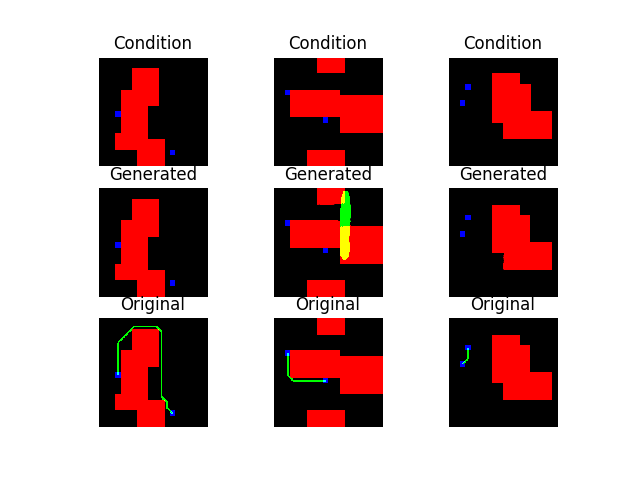 Condition Condition Condition
Generated Generated Generated
Original Original Original